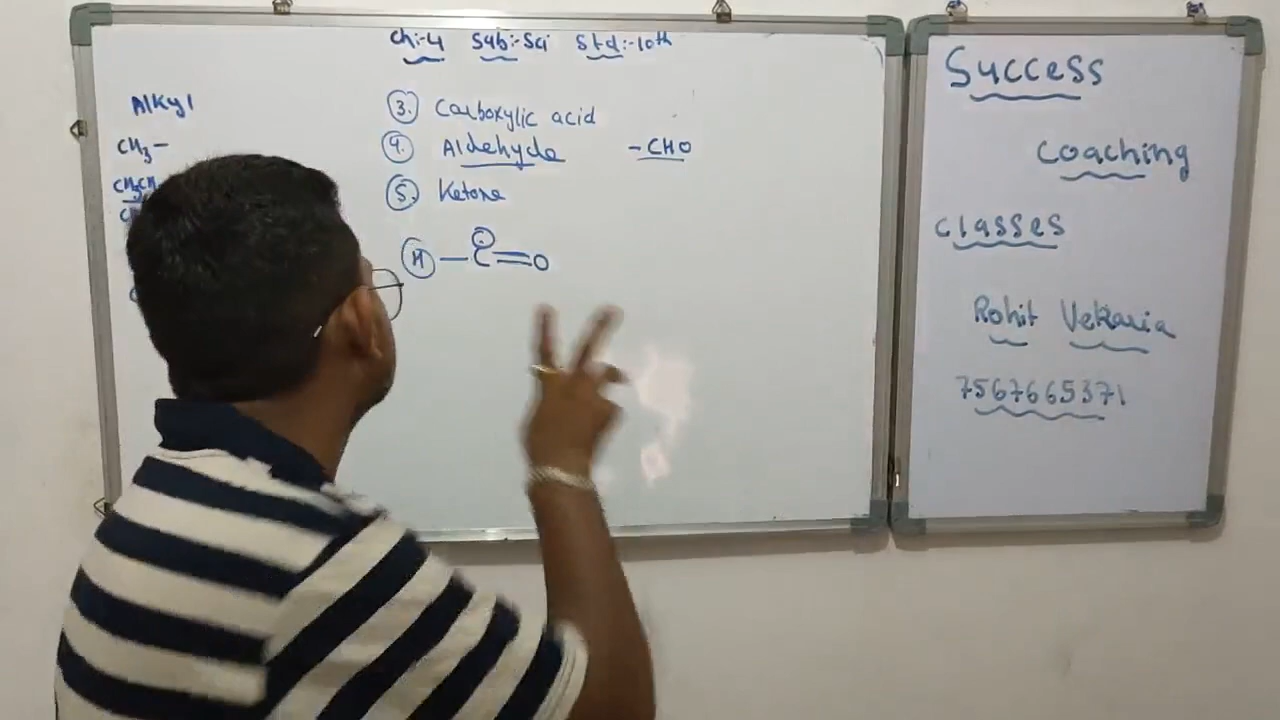 Ch:-4 Sub:-Sci Std:-10th
Alkyl
CH3-
CH3CH
3. Carboxylic acid
4. Aldehyde -CHO
5. Ketone
H-C=O
Success
Coaching
Classes
Rohit Vekaria
7567665371